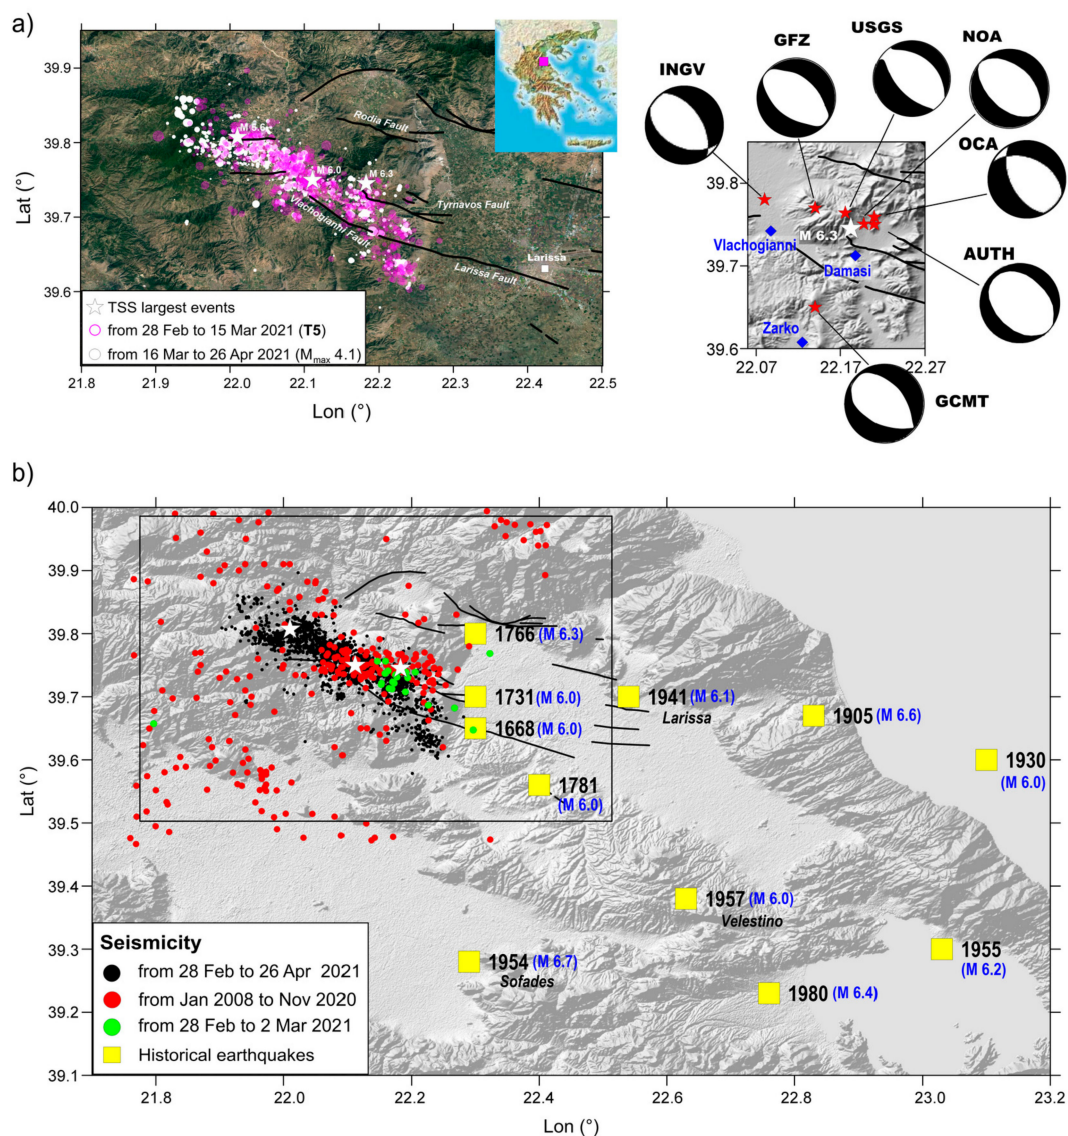 a)
39.9
39.8
39.7
39.6
Lat (°)
21.8
21.9
22.0
22.1
22.2
22.3
22.4
22.5
Lon (°)
M 5.6
M 6.0
M 6.3
Rodia Fault
Tyrnavos Fault
Vlachogianni Fault
Larissa Fault
Larissa
TSS largest events
from 28 Feb to 15 Mar 2021 (T5)
from 16 Mar to 26 Apr 2021 (Mmax 4.1)
INGV
GFZ
USGS
NOA
OCA
AUTH
GCMT
39.8
39.7
39.6
22.07
22.17
22.27
M 6.3
Vlachogianni
Damasi
Zarko
b)
40.0
39.9
39.8
39.7
39.6
39.5
39.4
39.3
39.2
39.1
Lat (°)
1766 (M 6.3)
1731 (M 6.0)
1668 (M 6.0)
1781
(M 6.0)
1941 (M 6.1)
Larissa
1905 (M 6.6)
1930
(M 6.0)
1957 (M 6.0)
Velestino
1954 (M 6.7)
Sofades
1980 (M 6.4)
1955
(M 6.2)
Seismicity
from 28 Feb to 26 Apr 2021
from Jan 2008 to Nov 2020
from 28 Feb to 2 Mar 2021
Historical earthquakes
21.8
22.0
22.2
22.4
22.6
22.8
23.0
23.2
Lon (°)